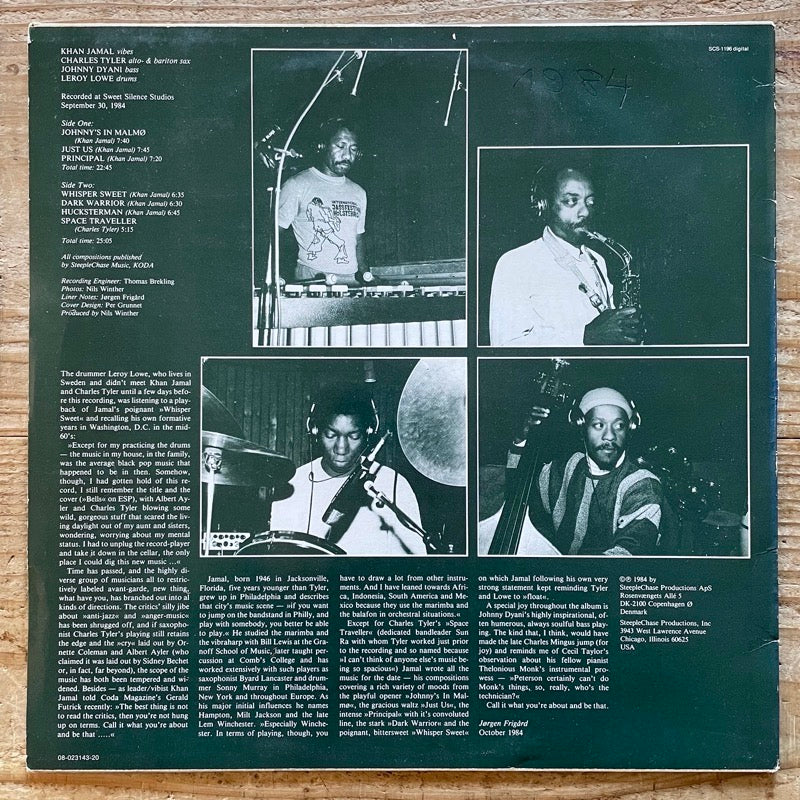 KHAN JAMAL vibes
CHARLES TYLER alto- & bariton sax
JOHNNY DYANI bass
LEROY LOWE drums
Recorded at Sweet Silence Studios
September 30, 1984
Side One:
JOHNNY'S IN MALMØ
(Khan Jamal) 7:40
JUST US (Khan Jamal) 7:45
PRINCIPAL (Khan Jamal) 7:20
Total time: 22:45
Side Two:
WHISPER SWEET (Khan Jamal) 6:35
DARK WARRIOR (Khan Jamal) 6:30
HUCKSTERMAN (Khan Jamal) 6:45
SPACE TRAVELLER
(Charles Tyler) 5:15
Total time: 25:05
All compositions published
by SteepleChase Music, KODA
Recording Engineer: Thomas Brekling
Photos: Nils Winther
Liner Notes: Jørgen Frigård
Cover Design: Per Grunnet
Produced by Nils Winther
SCS-1196 digital
84
INTERNATIONAL
JAZZFESTIVAL
HOLSTEBRO
The drummer Leroy Lowe, who lives in
Sweden and didn't meet Khan Jamal
and Charles Tyler until a few days befo-
re this recording, was listening to a play-
back of Jamal's poignant »Whisper
Sweet« and recalling his own formative
years in Washington, D.C. in the mid-
60's:
»Except for my practicing the drums
— the music in my house, in the family,
was the average black pop music that
happened to be in then. Somehow,
though, I had gotten hold of this re-
cord, I still remember the title and the
cover (»Bells« on ESP), with Albert Ay-
ler and Charles Tyler blowing some
wild, gorgeous stuff that scared the liv-
ing daylight out of my aunt and sisters,
wondering, worrying about my mental
status. I had to unplug the record-player
and take it down in the cellar, the only
place I could dig this new music ...«
Time has passed, and the highly di-
verse group of musicians all to restric-
tively labeled avant-garde, new thing,
what have you, has branched out into al
kinds of directions. The critics' silly jibe
about »anti-jazz« and »anger-music«
has been shrugged off, and if saxopho-
nist Charles Tyler's playing still retains
the edge and the »cry« laid out by Or-
nette Coleman and Albert Ayler (who
claimed it was laid out by Sidney Bechet
or, in fact, far beyond), the scope of the
music has both been tempered and wi-
dened. Besides — as leader/vibist Khan
Jamal told Coda Magazine's Gerald
Futrick recently: »The best thing is not
to read the critics, then you're not hung
up on terms. Call it what you're about
and be that .....«
08-023143-20
Jamal, born 1946 in Jacksonville,
Florida, five years younger than Tyler,
grew up in Philadelphia and describes
that city's music scene — »if you want
to jump on the bandstand in Philly, and
play with somebody, you better be able
to play.« He studied the marimba and
the vibraharp with Bill Lewis at the Gra-
noff School of Music, later taught per-
cussion at Comb's College and has
worked extensively with such players as
saxophonist Byard Lancaster and drum-
mer Sonny Murray in Philadelphia,
New York and throughout Europe. As
his major initial influences he names
Hampton, Milt Jackson and the late
Lem Winchester. »Especially Winche-
ster. In terms of playing, though, you
have to draw a lot from other instru-
ments. And I have leaned towards Afri-
ca, Indonesia, South America and Me-
xico because they use the marimba and
the balafon in orchestral situations.«
Except for Charles Tyler's »Space
Traveller« (dedicated bandleader Sun
Ra with whom Tyler worked just prior
to the recording and so named because
»I can't think of anyone else's music be-
ing so spacious«) Jamal wrote all the
music for the date — his compositions
covering a rich variety of moods from
the playful opener »Johnny's In Mal-
mø«, the gracious waltz »Just Us«, the
intense »Principal« with it's convoluted
line, the stark »Dark Warrior« and the
poignant, bittersweet »Whisper Sweet«
on which Jamal following his own very
strong statement kept reminding Tyler
and Lowe to »float«.
A special joy throughout the album is
Johnny Dyani's highly inspirational, of-
ten humorous, always soulful bass play-
ing. The kind that, I think, would have
made the late Charles Mingus jump (for
joy) and reminds me of Cecil Taylor's
observation about his fellow pianist
Thelonious Monk's instrumental pro-
wess — »Peterson certainly can't do
Monk's things, so, really, who's the
technician?«
Call it what you're about and be that.
Jørgen Frigård
October 1984
©℗ 1984 by
SteepleChase Productions ApS
Rosenvængets Allé 5
DK-2100 Copenhagen Ø
Denmark
SteepleChase Productions, Inc
3943 West Lawrence Avenue
Chicago, Illinois 60625
USA